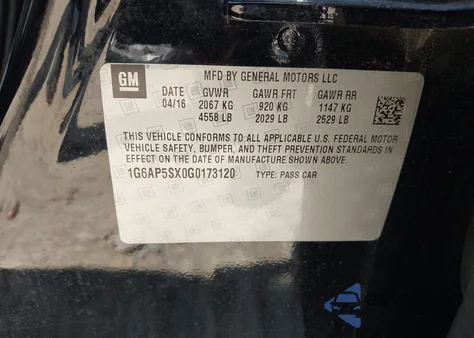 GM
MFD BY GENERAL MOTORS LLC
DATE GVWR GAWR FRT GAWR RR
04/16 2067 KG 920 KG 1147 KG
4558 LB 2029 LB 2529 LB
THIS VEHICLE CONFORMS TO ALL APPLICABLE U.S. FEDERAL MOTOR
VEHICLE SAFETY, BUMPER, AND THEFT PREVENTION STANDARDS
IN EFFECT ON THE DATE OF MANUFACTURE SHOWN ABOVE.
1G6AP5SX0G0173120 TYPE: PASS CAR